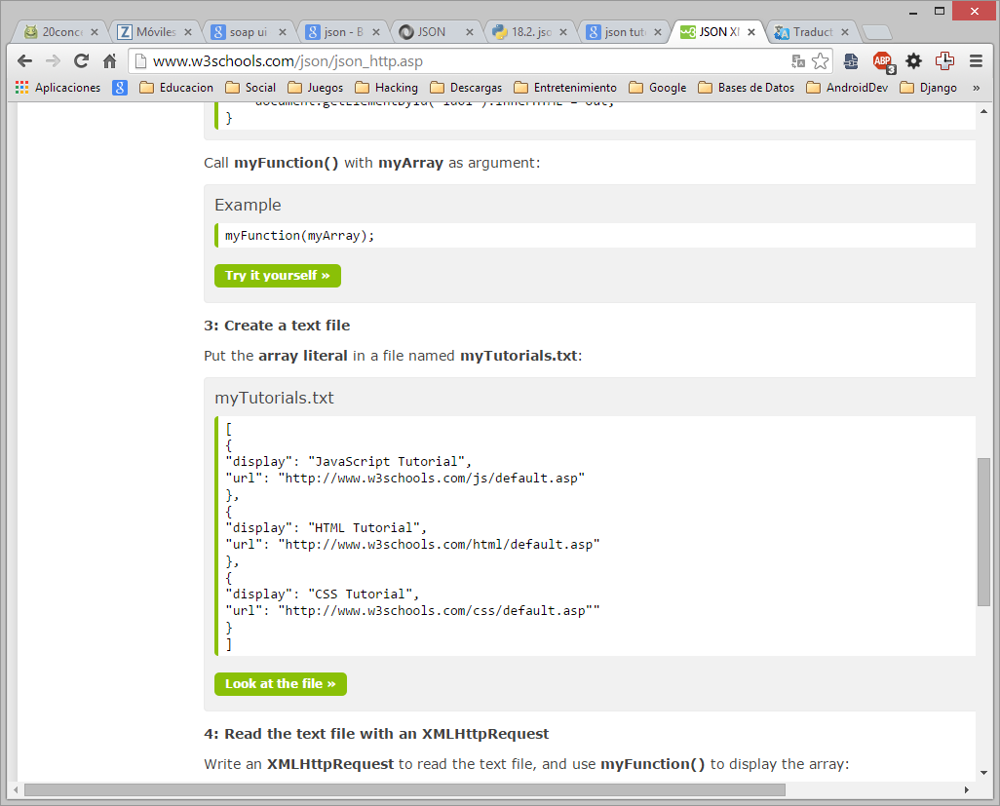 20conc
Móviles
soap ui
json - B
JSON
18.2. jso
json tuto
JSON XM
Traduct
www.w3schools.com/json/json_http.asp
ABP
3
Aplicaciones
Educacion
Social
Juegos
Hacking
Descargas
Entretenimiento
Google
Bases de Datos
AndroidDev
Django
»
document.getElementById("id01").innerHTML = out;
}
Call myFunction() with myArray as argument:
Example
myFunction(myArray);
Try it yourself »
3: Create a text file
Put the array literal in a file named myTutorials.txt:
myTutorials.txt
[
{
"display": "JavaScript Tutorial",
"url": "http://www.w3schools.com/js/default.asp"
},
{
"display": "HTML Tutorial",
"url": "http://www.w3schools.com/html/default.asp"
},
{
"display": "CSS Tutorial",
"url": "http://www.w3schools.com/css/default.asp""
}
]
Look at the file »
4: Read the text file with an XMLHttpRequest
Write an XMLHttpRequest to read the text file, and use myFunction() to display the array: